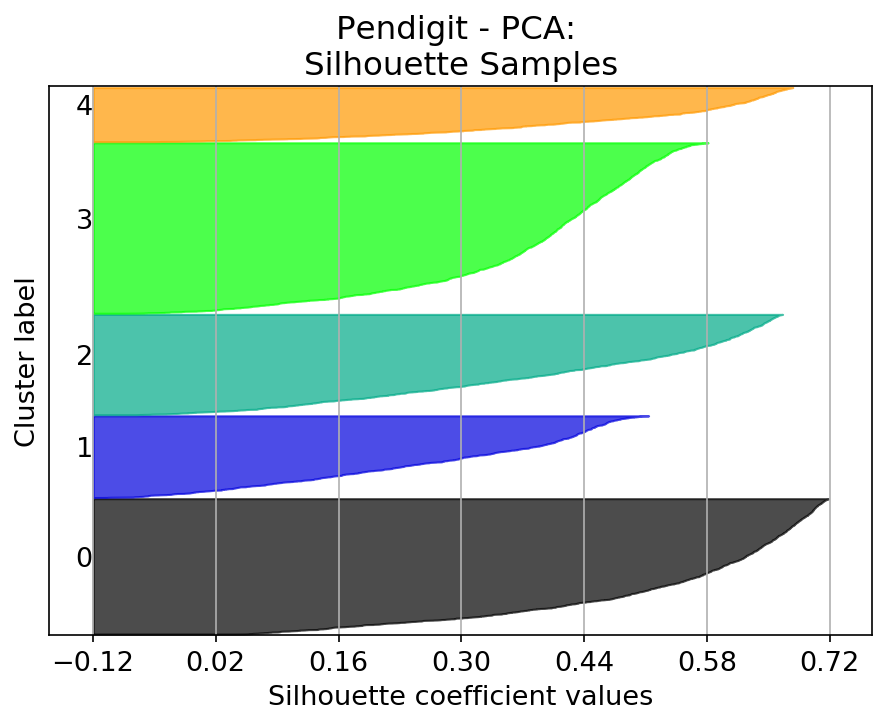 Pendigit - PCA:
Silhouette Samples
4
3
2
1
0
Cluster label
−0.12 0.02 0.16 0.30 0.44 0.58 0.72
Silhouette coefficient values